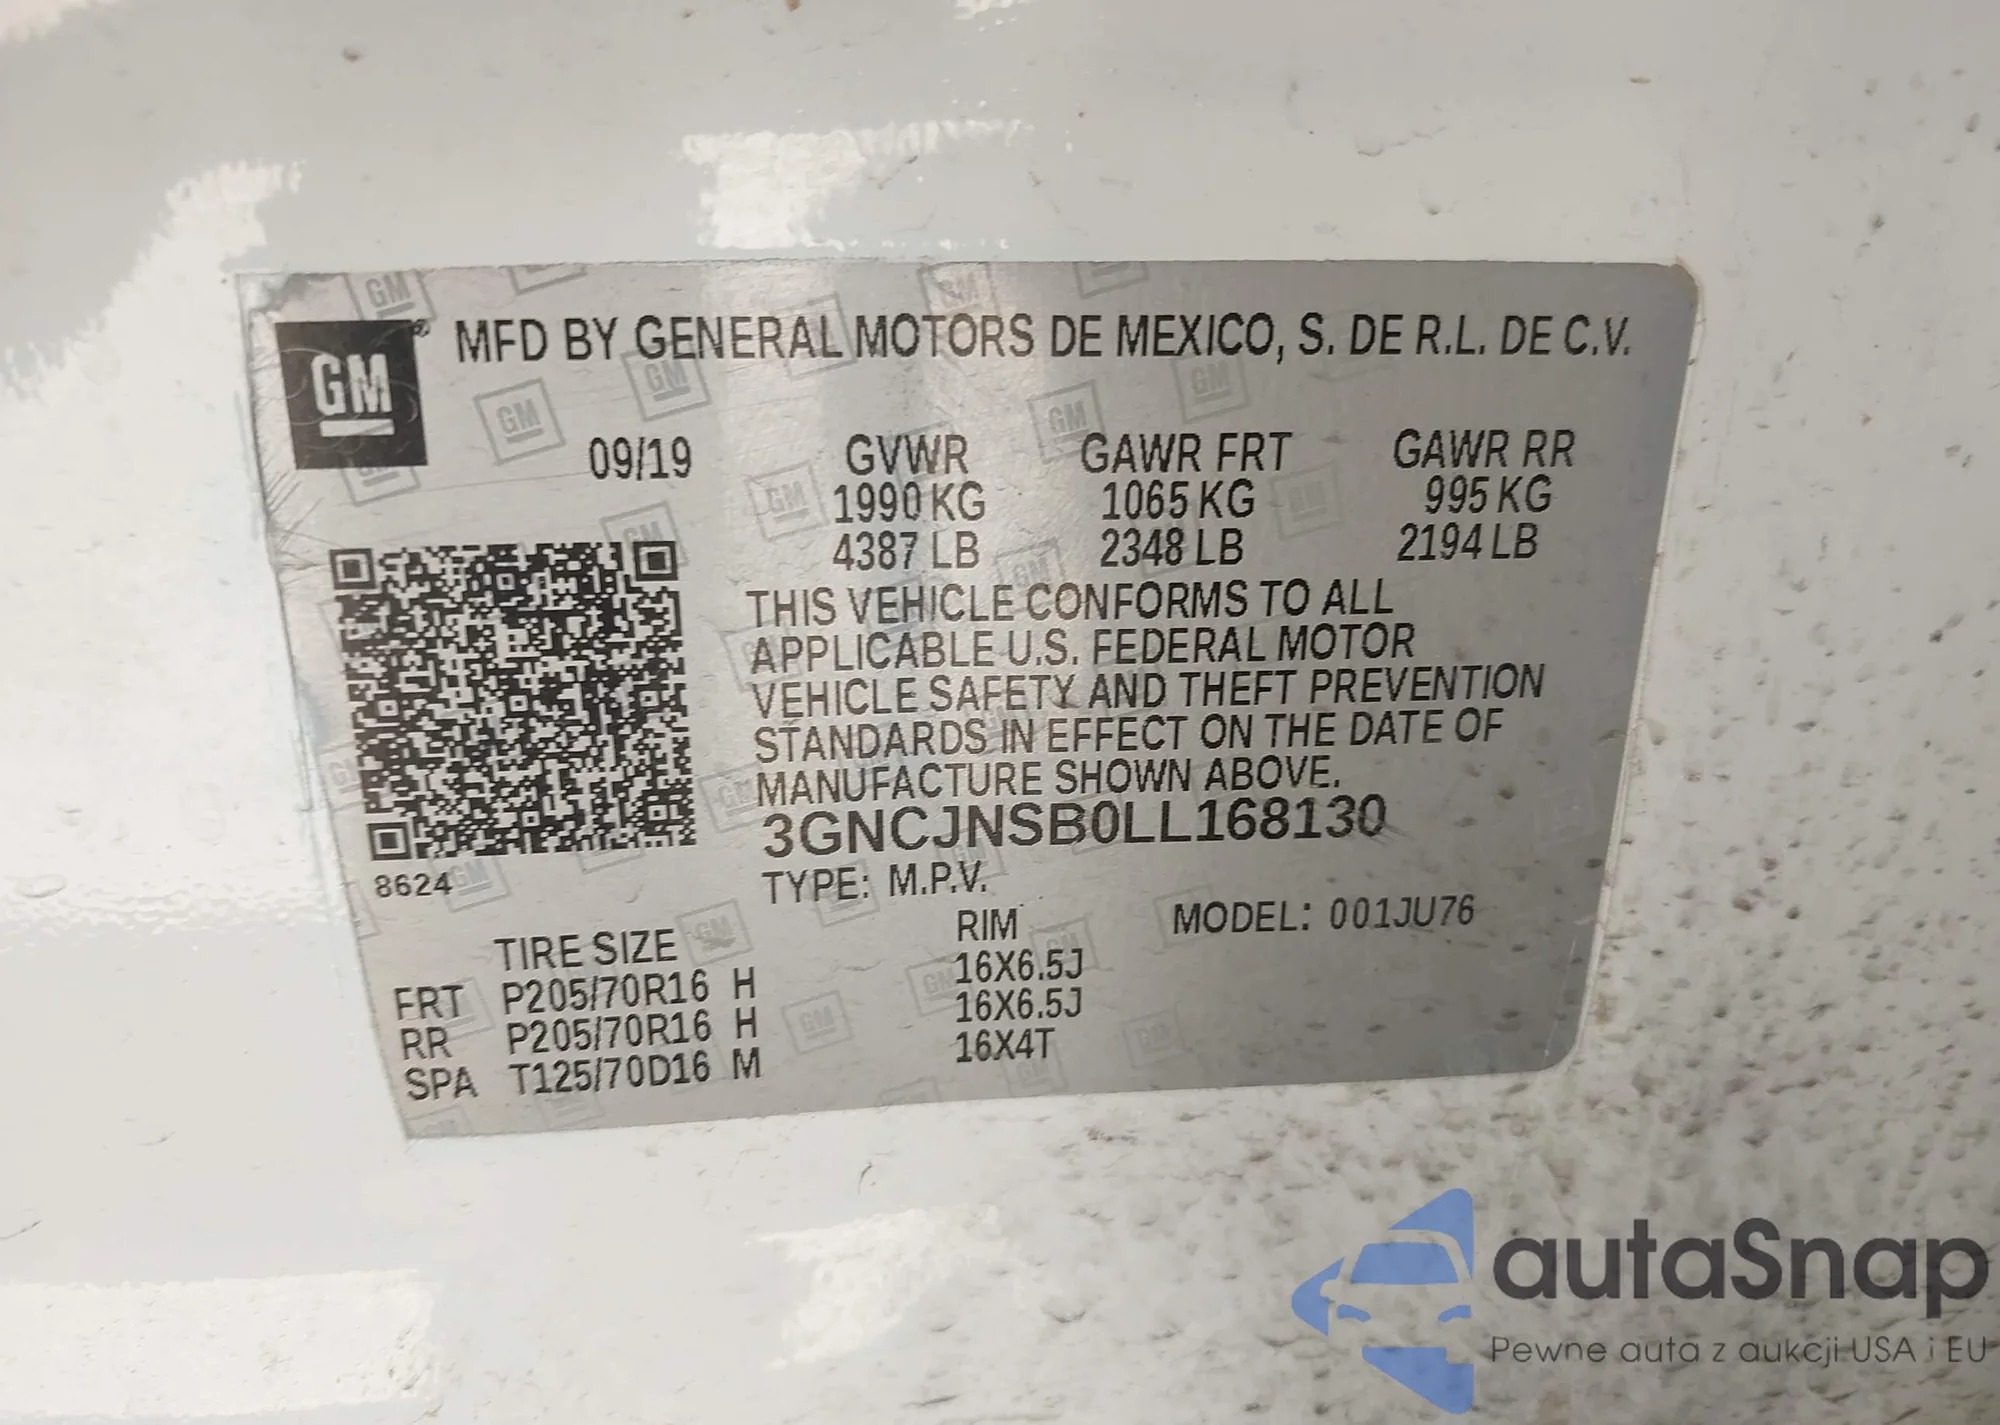 GM® MFD BY GENERAL MOTORS DE MEXICO, S. DE R.L. DE C.V.
09/19 GVWR GAWR FRT GAWR RR
1990 KG 1065 KG 995 KG
4387 LB 2348 LB 2194 LB
THIS VEHICLE CONFORMS TO ALL
APPLICABLE U.S. FEDERAL MOTOR
VEHICLE SAFETY AND THEFT PREVENTION
STANDARDS IN EFFECT ON THE DATE OF
MANUFACTURE SHOWN ABOVE.
3GNCJNSB0LL168130
8624 TYPE: M.P.V.
TIRE SIZE RIM MODEL: 001JU76
FRT P205/70R16 H 16X6.5J
RR P205/70R16 H 16X6.5J
SPA T125/70D16 M 16X4T
autaSnap
Pewne auta z aukcji USA i EU